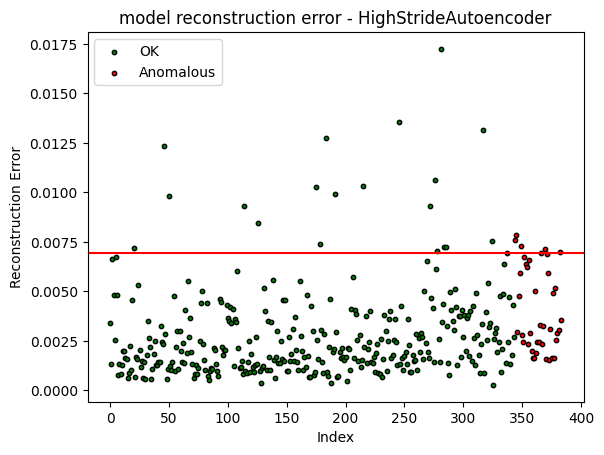 model reconstruction error - HighStrideAutoencoder
OK
Anomalous
0.0175
0.0150
0.0125
0.0100
0.0075
0.0050
0.0025
0.0000
Reconstruction Error
0 50 100 150 200 250 300 350 400
Index